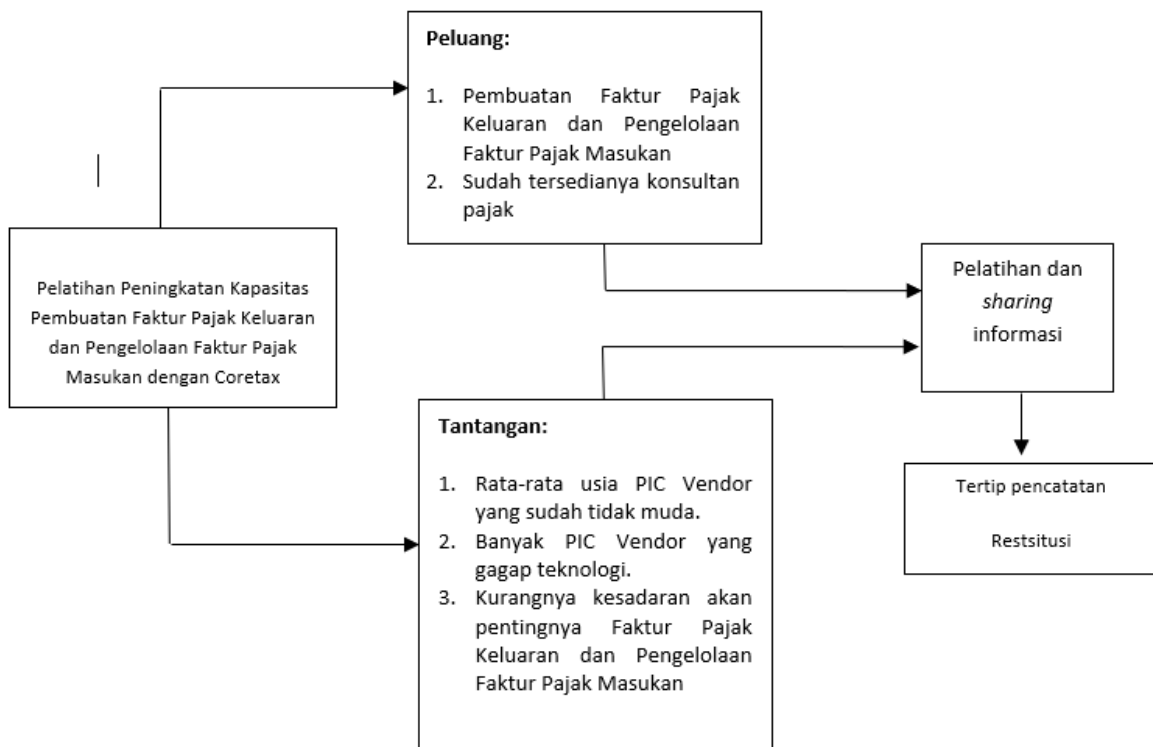 Peluang:
1. Pembuatan Faktur Pajak
Keluaran dan Pengelolaan
Faktur Pajak Masukan
2. Sudah tersedianya konsultan
pajak
Pelatihan Peningkatan Kapasitas
Pembuatan Faktur Pajak Keluaran
dan Pengelolaan Faktur Pajak
Masukan dengan Coretax
Tantangan:
1. Rata-rata usia PIC Vendor
yang sudah tidak muda.
2. Banyak PIC Vendor yang
gagap teknologi.
3. Kurangnya kesadaran akan
pentingnya Faktur Pajak
Keluaran dan Pengelolaan
Faktur Pajak Masukan
Pelatihan dan
sharing
informasi
Tertip pencatatan
Restsitusi